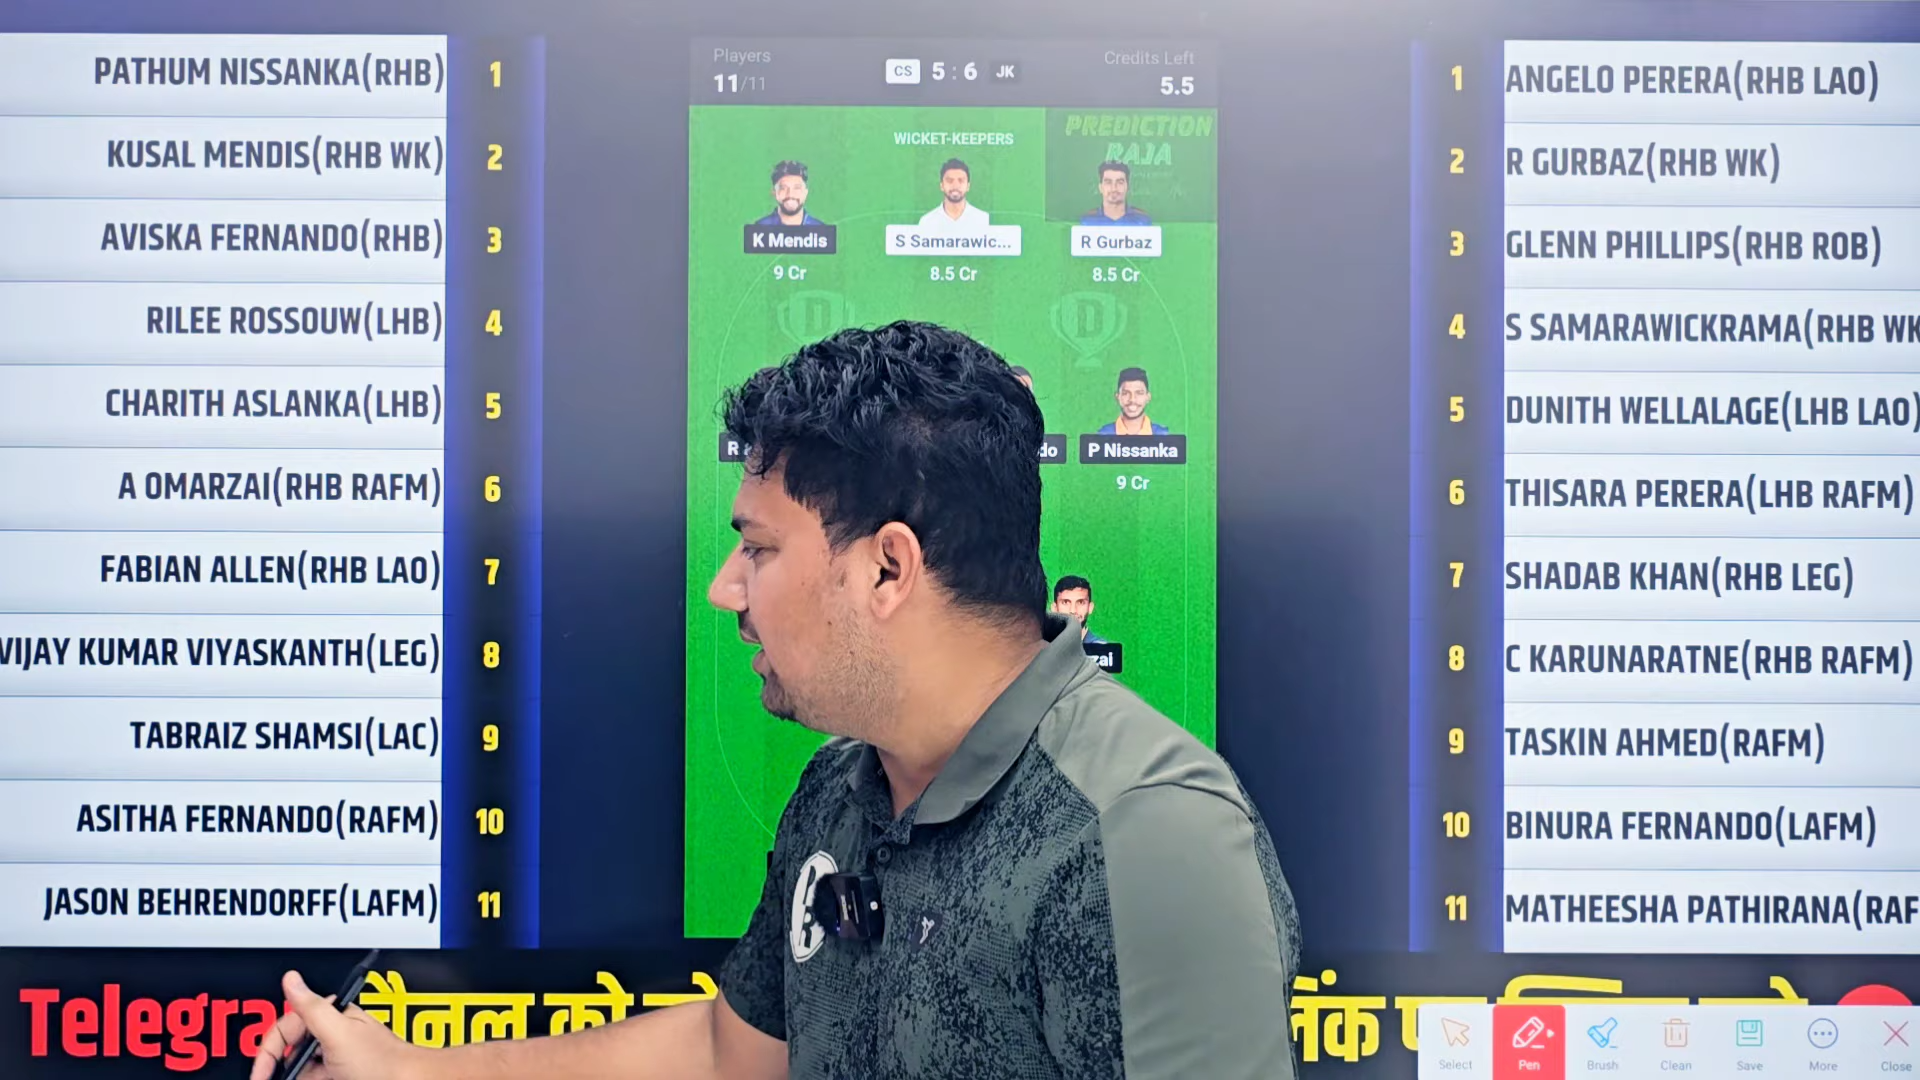 PATHUM NISSANKA(RHB) 1
KUSAL MENDIS(RHB WK) 2
AVISKA FERNANDO(RHB) 3
RILEE ROSSOUW(LHB) 4
CHARITH ASLANKA(LHB) 5
A OMARZAI(RHB RAFM) 6
FABIAN ALLEN(RHB LAO) 7
VIJAY KUMAR VIYASKANTH(LEG) 8
TABRAIZ SHAMSI(LAC) 9
ASITHA FERNANDO(RAFM) 10
JASON BEHRENDORFF(LAFM) 11
Players
11/11
CS 5 : 6 JK
Credits Left
5.5
WICKET-KEEPERS
PREDICTION
RAJA
K Mendis
S Samarawic...
R Gurbaz
9 Cr
8.5 Cr
8.5 Cr
R
do
P Nissanka
9 Cr
zai
1 ANGELO PERERA(RHB LAO)
2 R GURBAZ(RHB WK)
3 GLENN PHILLIPS(RHB ROB)
4 S SAMARAWICKRAMA(RHB WK
5 DUNITH WELLALAGE(LHB LAO)
6 THISARA PERERA(LHB RAFM)
7 SHADAB KHAN(RHB LEG)
8 C KARUNARATNE(RHB RAFM)
9 TASKIN AHMED(RAFM)
10 BINURA FERNANDO(LAFM)
11 MATHEESHA PATHIRANA(RAF
Telegra चैनल को
Select Pen Brush Clean Save More Close